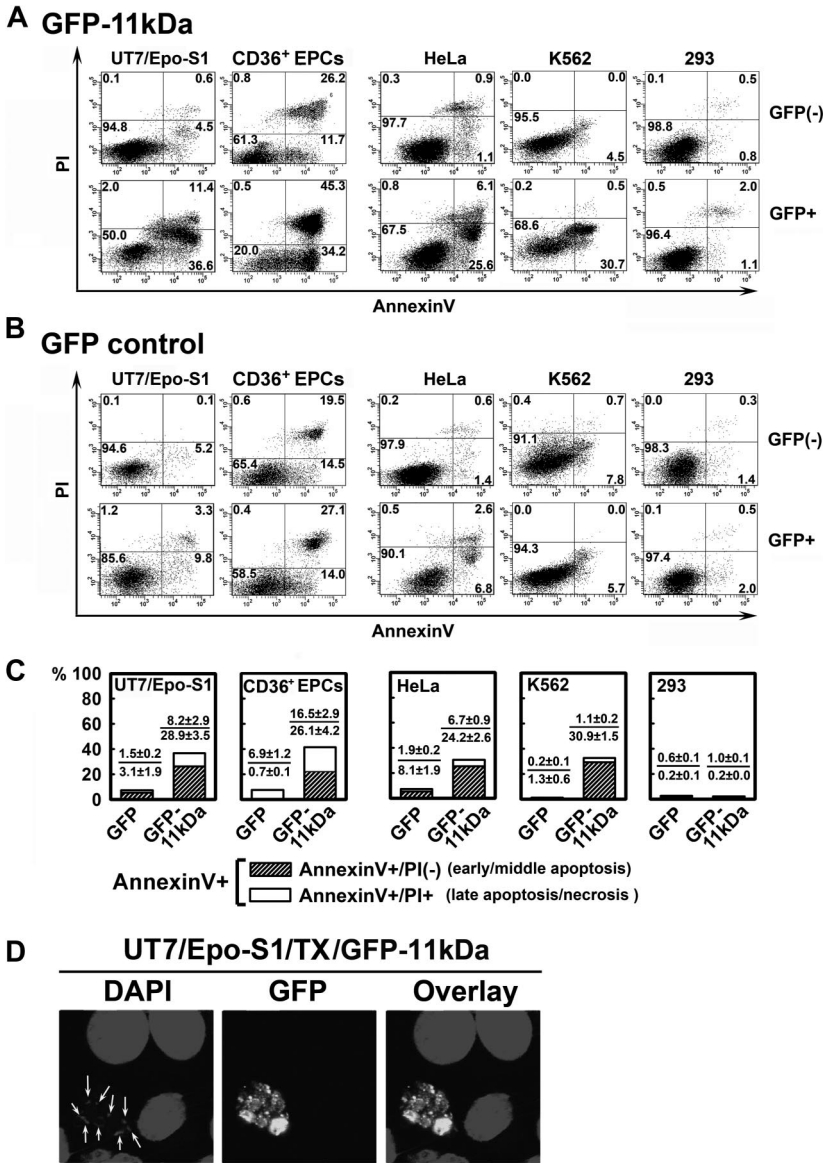 A GFP-11kDa
UT7/Epo-S1 CD36⁺ EPCs HeLa K562 293
0.1 0.6 0.8 26.2 0.3 0.9 0.0 0.0 0.1 0.5
GFP(-)
94.8 4.5 61.3 11.7 97.7 1.1 95.5 4.5 98.8 0.8
PI
2.0 11.4 0.5 45.3 0.8 6.1 0.2 0.5 0.5 2.0
GFP+
50.0 36.6 20.0 34.2 67.5 25.6 68.6 30.7 96.4 1.1
AnnexinV
B GFP control
UT7/Epo-S1 CD36⁺ EPCs HeLa K562 293
0.1 0.1 0.6 19.5 0.2 0.6 0.4 0.7 0.0 0.3
GFP(-)
94.6 5.2 65.4 14.5 97.9 1.4 91.1 7.8 98.3 1.4
PI
1.2 3.3 0.4 27.1 0.5 2.6 0.0 0.0 0.1 0.5
GFP+
85.6 9.8 58.5 14.0 90.1 6.8 94.3 5.7 97.4 2.0
AnnexinV
C
% 100 80 60 40 20 0
UT7/Epo-S1 CD36⁺ EPCs HeLa K562 293
1.5±0.2 8.2±2.9 6.9±1.2 16.5±2.9 1.9±0.2 6.7±0.9 0.2±0.1 1.1±0.2 0.6±0.1 1.0±0.1
3.1±1.9 28.9±3.5 0.7±0.1 26.1±4.2 8.1±1.9 24.2±2.6 1.3±0.6 30.9±1.5 0.2±0.1 0.2±0.0
GFP GFP-11kDa GFP GFP-11kDa GFP GFP-11kDa GFP GFP-11kDa GFP GFP-11kDa
AnnexinV+
AnnexinV+/PI(-) (early/middle apoptosis)
AnnexinV+/PI+ (late apoptosis/necrosis )
D UT7/Epo-S1/TX/GFP-11kDa
DAPI GFP Overlay